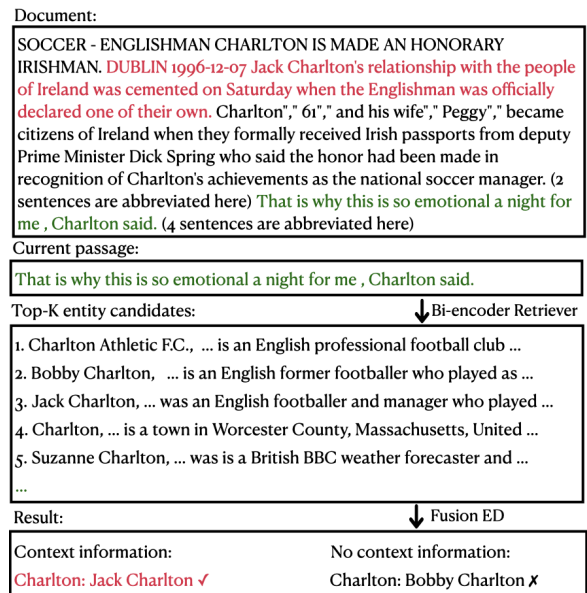 Document:
SOCCER - ENGLISHMAN CHARLTON IS MADE AN HONORARY
IRISHMAN. DUBLIN 1996-12-07 Jack Charlton's relationship with the people
of Ireland was cemented on Saturday when the Englishman was officially
declared one of their own. Charlton"," 61"," and his wife"," Peggy"," became
citizens of Ireland when they formally received Irish passports from deputy
Prime Minister Dick Spring who said the honor had been made in
recognition of Charlton's achievements as the national soccer manager. (2
sentences are abbreviated here) That is why this is so emotional a night for
me , Charlton said. (4 sentences are abbreviated here)
Current passage:
That is why this is so emotional a night for me , Charlton said.
Top-K entity candidates: Bi-encoder Retriever
1. Charlton Athletic F.C., ... is an English professional football club ...
2. Bobby Charlton, ... is an English former footballer who played as ...
3. Jack Charlton, ... was an English footballer and manager who played ...
4. Charlton, ... is a town in Worcester County, Massachusetts, United ...
5. Suzanne Charlton, ... was is a British BBC weather forecaster and ...
...
Result: Fusion ED
Context information: No context information:
Charlton: Jack Charlton ✓ Charlton: Bobby Charlton ✗